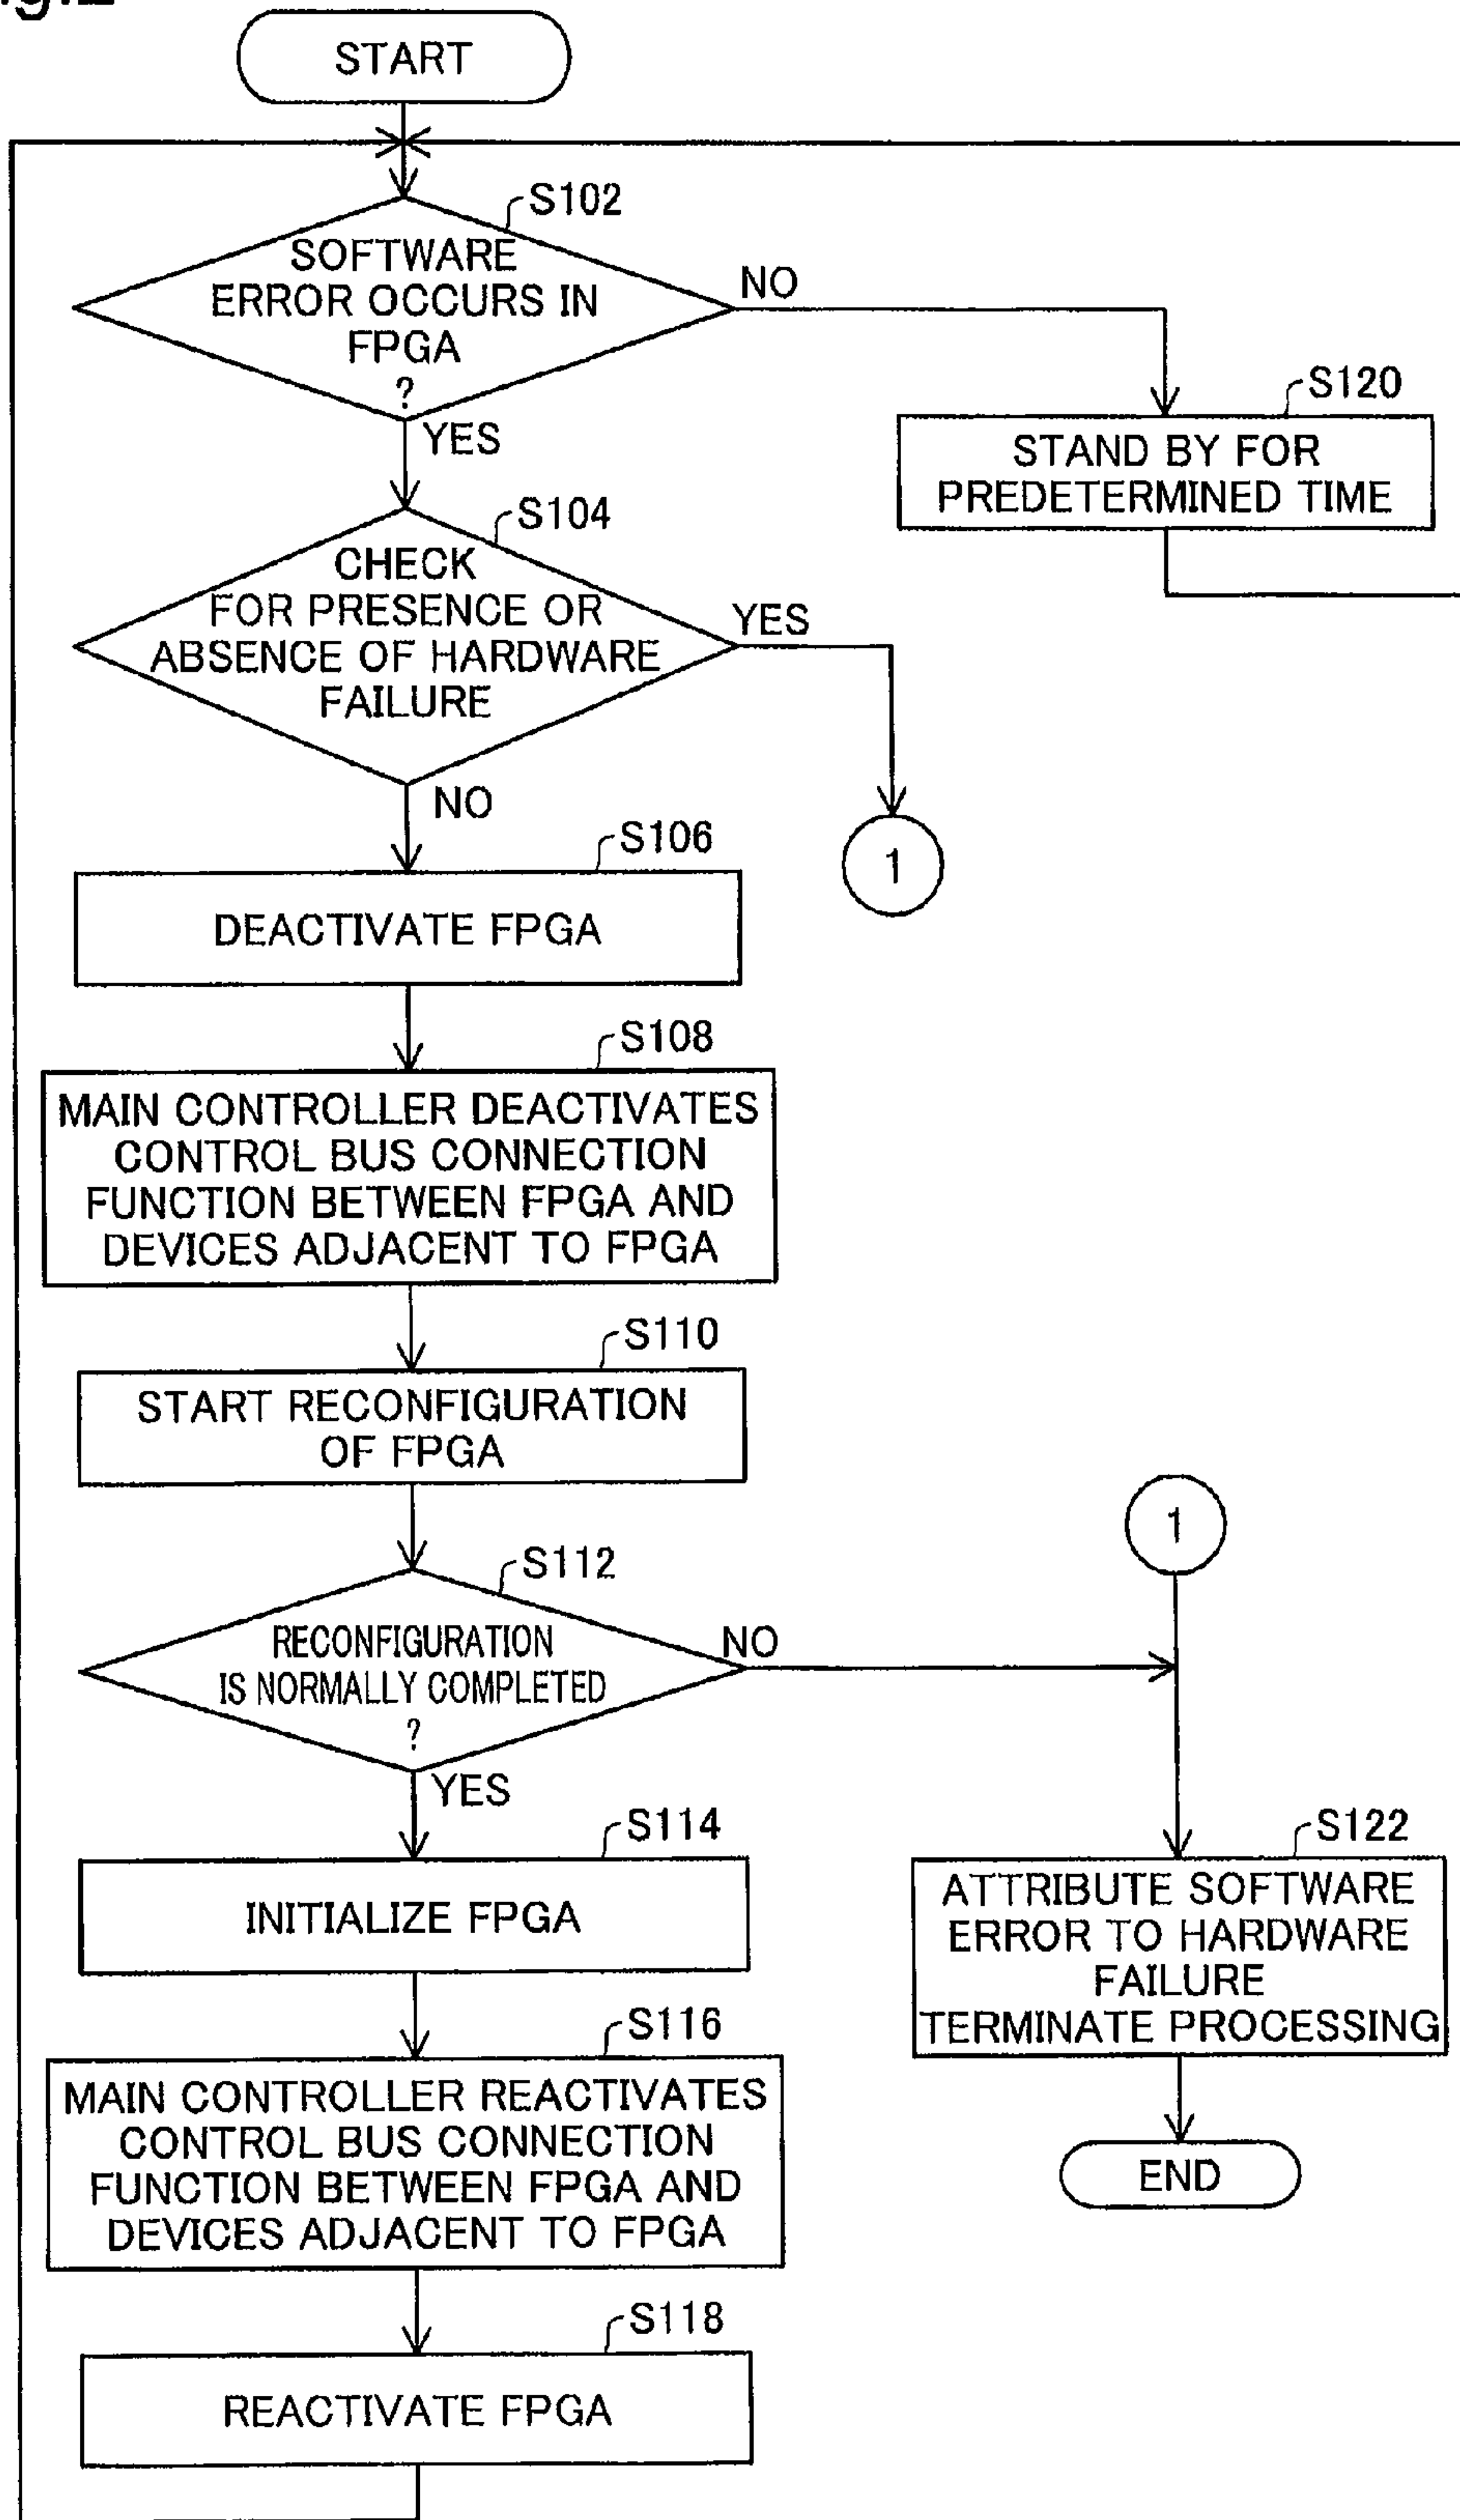 START
S102
SOFTWARE
ERROR OCCURS IN
FPGA
?
NO
YES
S120
STAND BY FOR
PREDETERMINED TIME
S104
CHECK
FOR PRESENCE OR
ABSENCE OF HARDWARE
FAILURE
YES
NO
1
S106
DEACTIVATE FPGA
S108
MAIN CONTROLLER DEACTIVATES
CONTROL BUS CONNECTION
FUNCTION BETWEEN FPGA AND
DEVICES ADJACENT TO FPGA
S110
START RECONFIGURATION
OF FPGA
1
S112
RECONFIGURATION
IS NORMALLY COMPLETED
?
NO
YES
S114
INITIALIZE FPGA
S122
ATTRIBUTE SOFTWARE
ERROR TO HARDWARE
FAILURE
TERMINATE PROCESSING
S116
MAIN CONTROLLER REACTIVATES
CONTROL BUS CONNECTION
FUNCTION BETWEEN FPGA AND
DEVICES ADJACENT TO FPGA
END
S118
REACTIVATE FPGA